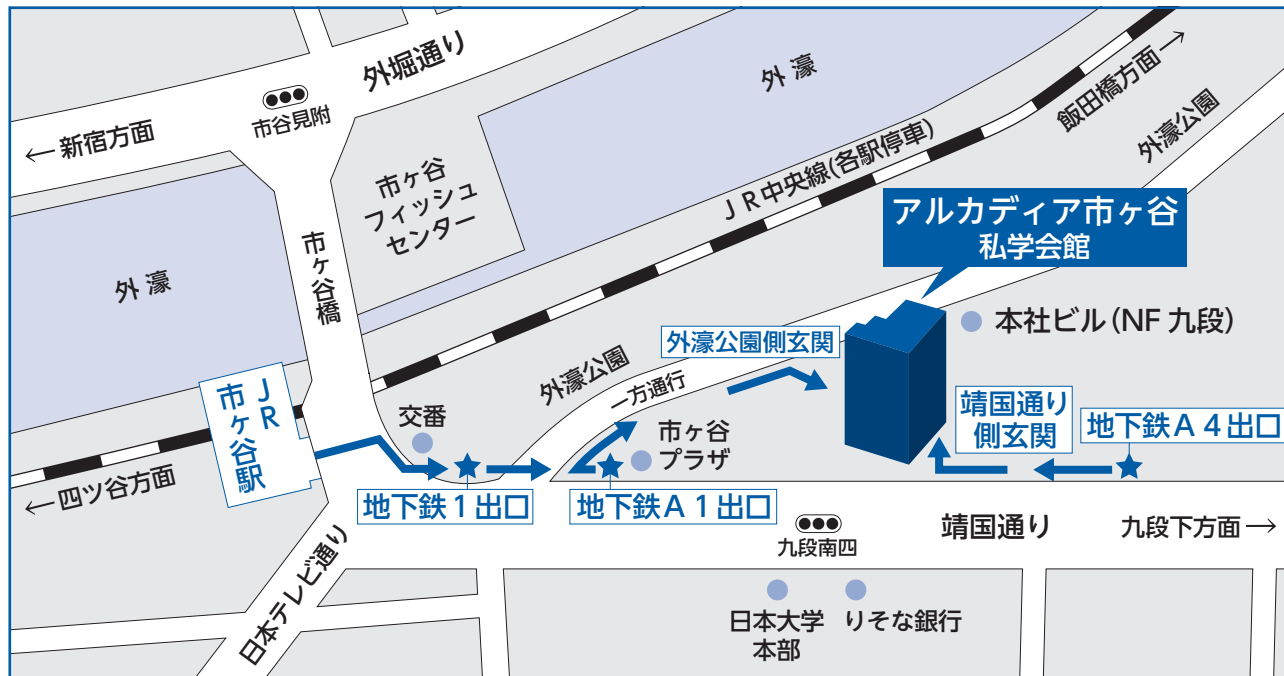 外堀通り
市谷見附
←新宿方面
外 濠
外 濠
飯田橋方面→
外濠公園
市ヶ谷
フィッシュ
センター
JR中央線(各駅停車)
市ヶ谷橋
アルカディア市ヶ谷
私学会館
本社ビル(NF 九段)
外濠公園側玄関
外濠公園
一方通行
JR
市ヶ谷駅
交番
市ヶ谷
プラザ
靖国通り
側玄関
地下鉄A4出口
←四ツ谷方面
地下鉄1出口
地下鉄A1出口
九段南四
靖国通り
九段下方面→
日本テレビ通り
日本大学
本部
りそな銀行